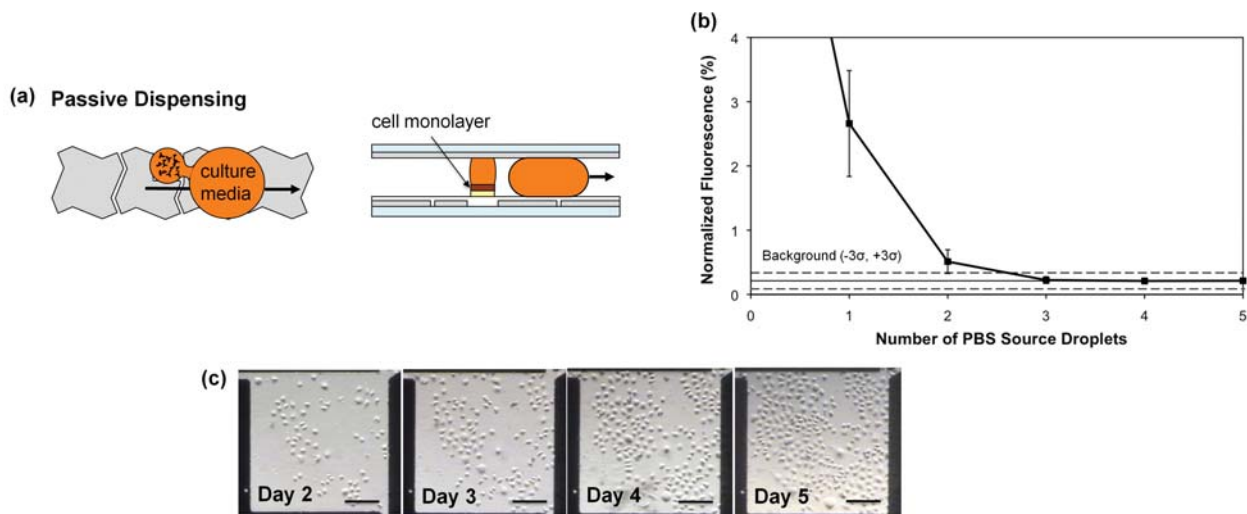 (a) Passive Dispensing
culture
media
cell monolayer
(b)
Normalized Fluorescence (%)
4
3
2
1
0
Background (-3σ, +3σ)
0 1 2 3 4 5
Number of PBS Source Droplets
(c)
Day 2 Day 3 Day 4 Day 5